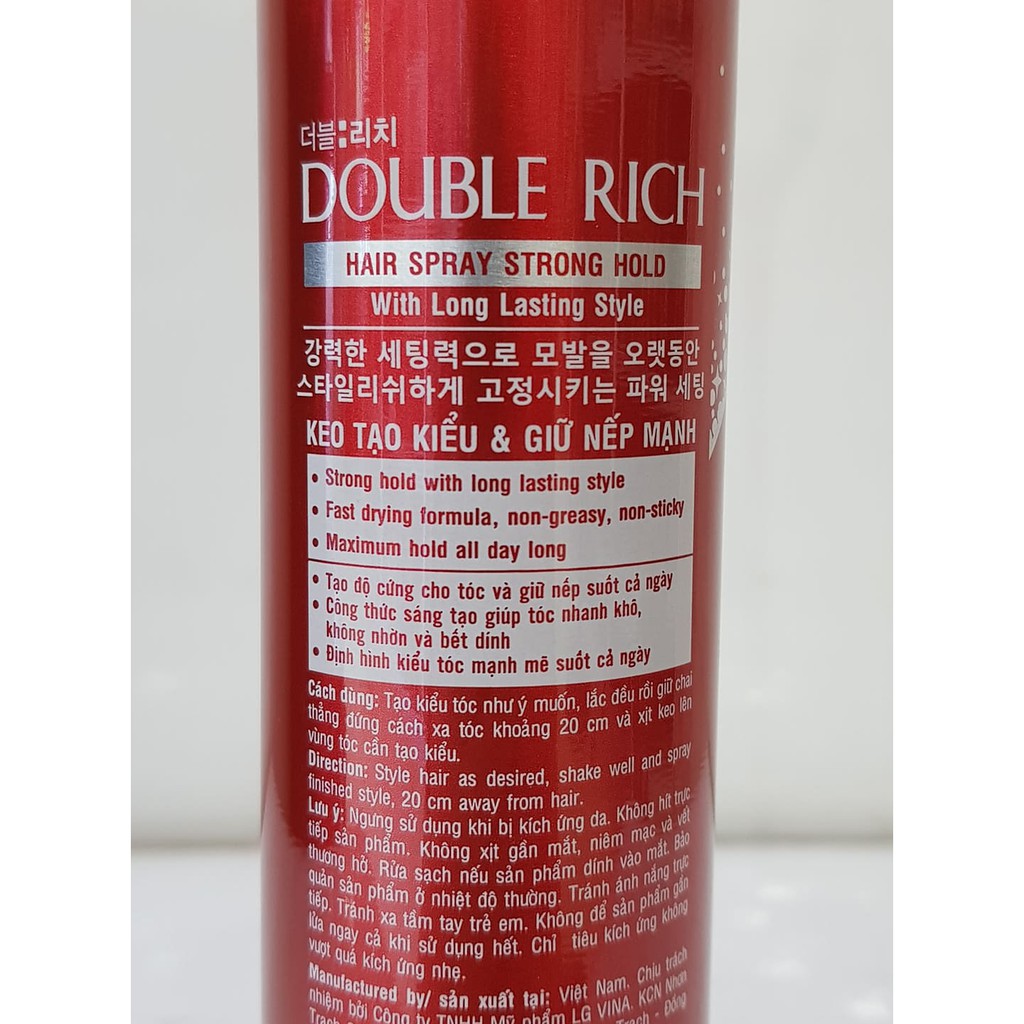 더블:리치
DOUBLE RICH
HAIR SPRAY STRONG HOLD
With Long Lasting Style
강력한 세팅력으로 모발을 오랫동안
스타일리쉬하게 고정시키는 파워 세팅
KEO TẠO KIỂU & GIỮ NẾP MẠNH
• Strong hold with long lasting style
• Fast drying formula, non-greasy, non-sticky
• Maximum hold all day long
• Tạo độ cứng cho tóc và giữ nếp suốt cả ngày
• Công thức sáng tạo giúp tóc nhanh khô,
không nhờn và bết dính
• Định hình kiểu tóc mạnh mẽ suốt cả ngày
Cách dùng: Tạo kiểu tóc như ý muốn, lắc đều rồi giữ chai
thẳng đứng cách xa tóc khoảng 20 cm và xịt keo lên
vùng tóc cần tạo kiểu.
Direction: Style hair as desired, shake well and spray
finished style, 20 cm away from hair.
Lưu ý: Ngưng sử dụng khi bị kích ứng da. Không hít trực
tiếp sản phẩm. Không xịt gần mắt, niêm mạc và vết
thương hở. Rửa sạch nếu sản phẩm dính vào mắt. Bảo
quản sản phẩm ở nhiệt độ thường. Tránh ánh nắng trực
tiếp. Tránh xa tầm tay trẻ em. Không để sản phẩm gần
lửa ngay cả khi sử dụng hết. Chỉ tiêu kích ứng không
vượt quá kích ứng nhẹ.
Manufactured by/ sản xuất tại: Việt Nam. Chịu trách
nhiệm bởi Công ty TNHH Mỹ phẩm LG VINA. KCN Nhơn
Trạch - Đồng